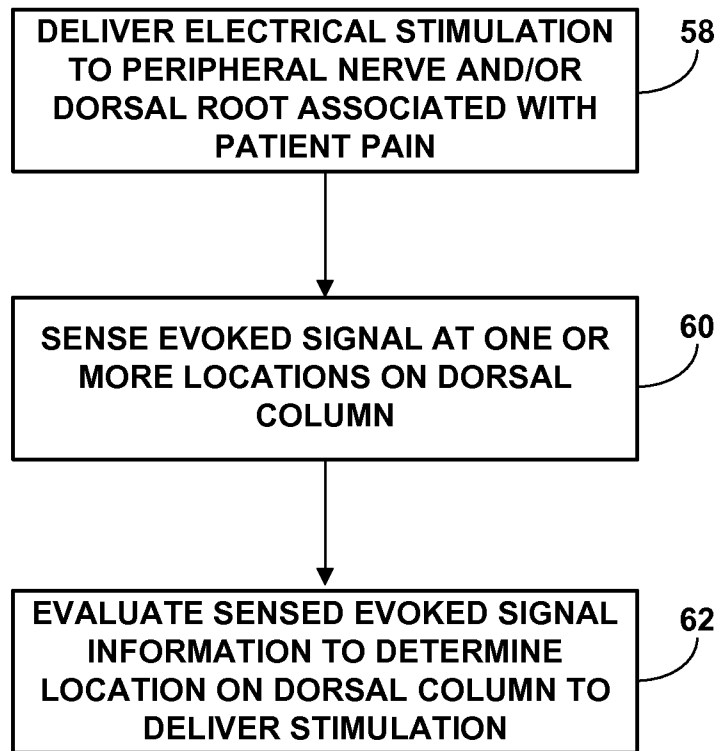 DELIVER ELECTRICAL STIMULATION
TO PERIPHERAL NERVE AND/OR
DORSAL ROOT ASSOCIATED WITH
PATIENT PAIN
58
SENSE EVOKED SIGNAL AT ONE OR
MORE LOCATIONS ON DORSAL
COLUMN
60
EVALUATE SENSED EVOKED SIGNAL
INFORMATION TO DETERMINE
LOCATION ON DORSAL COLUMN TO
DELIVER STIMULATION
62